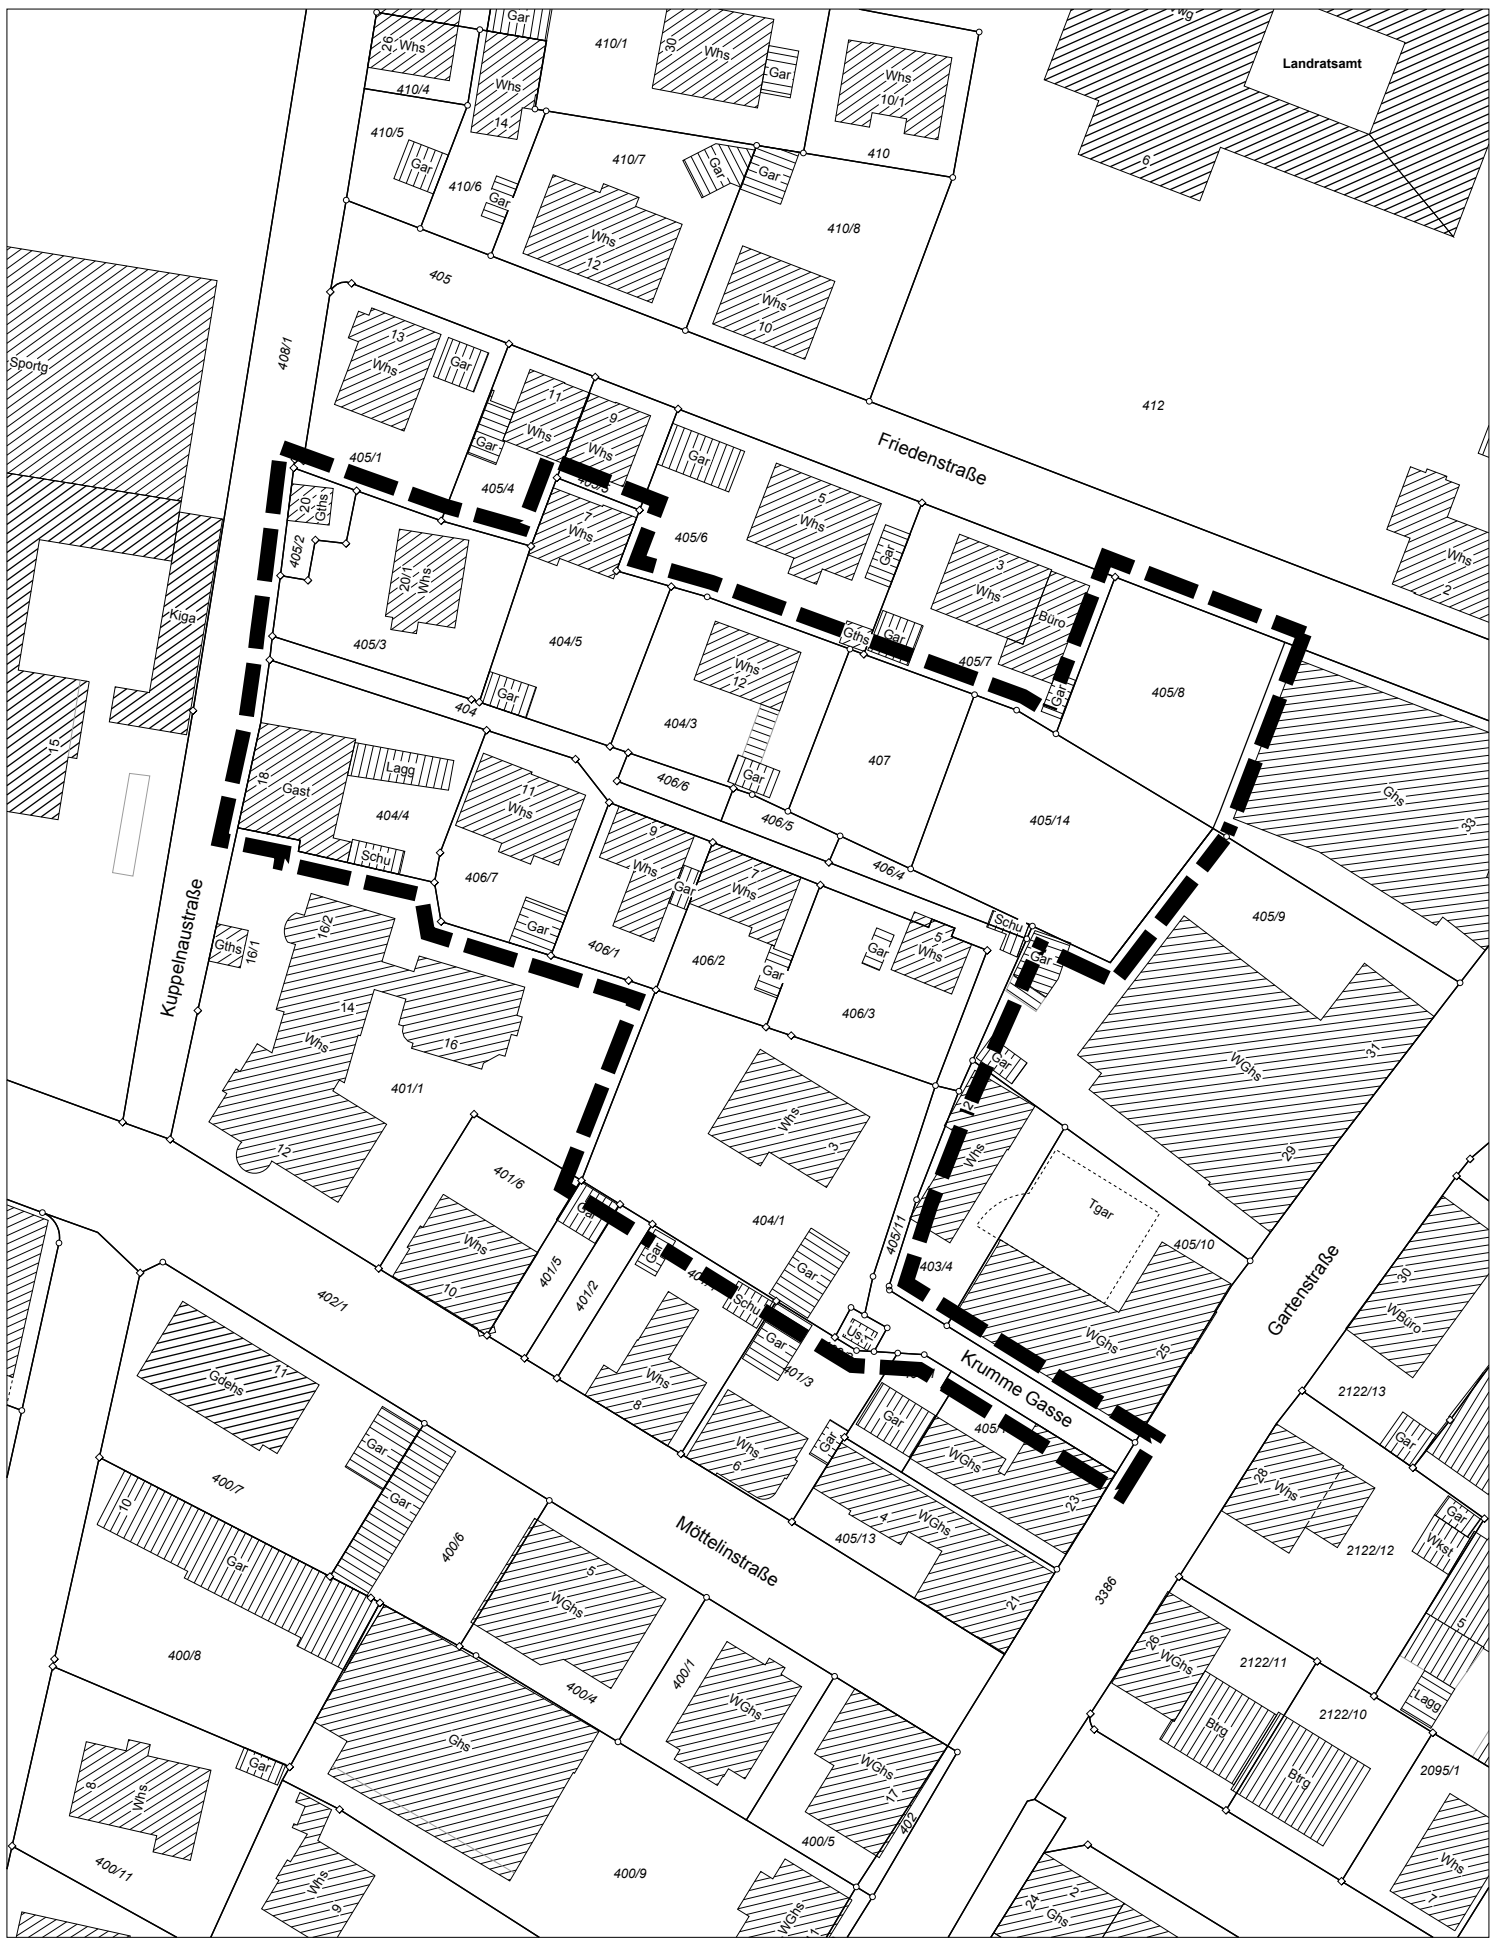 Gar
26
Whs
410/4
Whs
14
410/1
30
Whs
Gar
Whs
10/1
410
Landratsamt
6
410/5
Gar
410/6
Gar
410/7
Gar
Gar
Whs
12
410/8
Whs
10
405
408/1
Sportg
13
Whs
Gar
405/1
11
Whs
Gar
405/4
9
Whs
7
Whs
Gar
405/6
5
Whs
Gar
Friedenstraße
412
3
Whs
Büro
Gths
Gar
405/7
Gar
405/8
Whs
2
20
Gths
405/2
20/1
Whs
405/3
Kiga
15
404/5
Gar
404
Whs
12
404/3
Gar
407
405/14
406/6
406/5
406/4
Ghs
33
18
Gast
Lagg
404/4
Schu
11
Whs
406/7
Gar
9
Whs
Gar
7
Whs
406/1
406/2
Gar
406/3
Gar
5
Whs
Schu
Gar
405/9
Kuppelnaustraße
Gths
16/1
16/2
14
Whs
16
401/1
12
WGhs
31
29
Gar
Whs
Whs
3
404/1
405/11
403/4
Tgar
405/10
WGhs
25
Gartenstraße
401/6
Whs
10
401/5
401/2
Gar
Schu
Gar
Gar
401/3
Krumme Gasse
Whs
8
Whs
6
Gar
Gar
WGhs
23
4
WGhs
405/13
21
402/1
Gdehs
11
Gar
Gar
400/7
10
Gar
400/6
Möttelinstraße
5
WGhs
400/8
400/4
400/1
WGhs
Ghs
WGhs
17
402
400/5
400/9
8
Whs
Gar
400/11
Whs
9
WGhs
30
WBüro
2122/13
Gar
28
Whs
2122/12
Gar
Wkst
5
3386
26
WGhs
2122/11
Lagg
2122/10
Btrg
Btrg
2095/1
Whs
7
24
2
Ghs